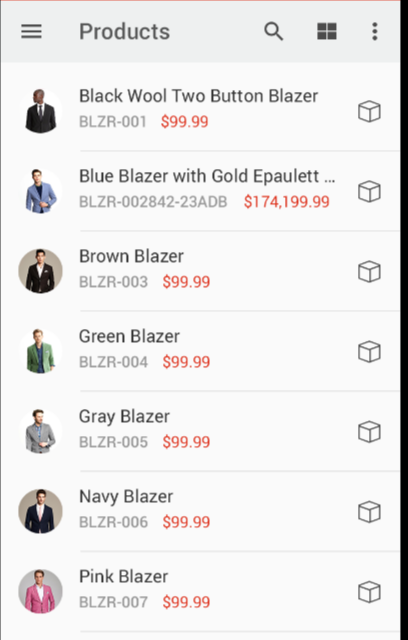 Products
Black Wool Two Button Blazer
BLZR-001 $99.99
Blue Blazer with Gold Epaulett ...
BLZR-002842-23ADB $174,199.99
Brown Blazer
BLZR-003 $99.99
Green Blazer
BLZR-004 $99.99
Gray Blazer
BLZR-005 $99.99
Navy Blazer
BLZR-006 $99.99
Pink Blazer
BLZR-007 $99.99